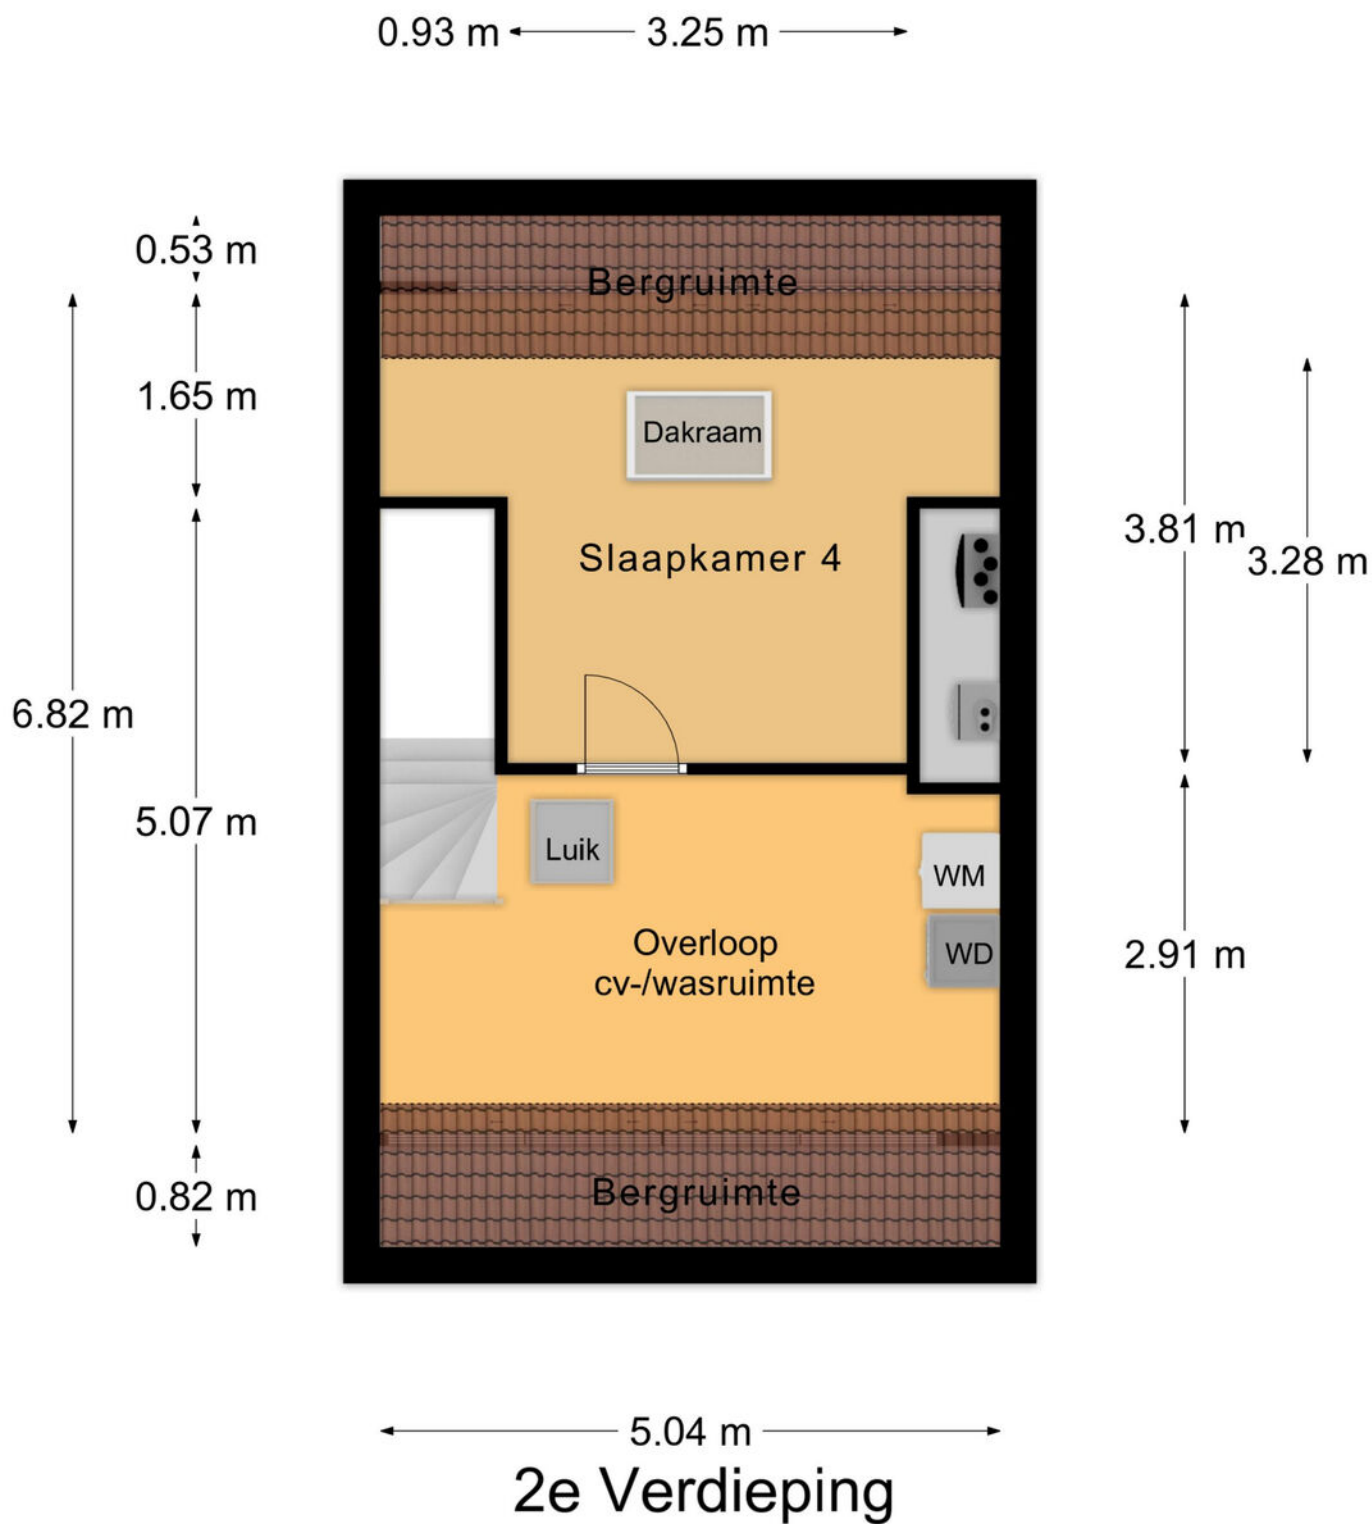 0.93 m 3.25 m
0.53 m
Bergruimte
1.65 m
Dakraam
3.81 m
Slaapkamer 4
3.28 m
6.82 m
5.07 m
Luik
WM
Overloop
WD
cv-/wasruimte
2.91 m
0.82 m
Bergruimte
5.04 m
2e Verdieping